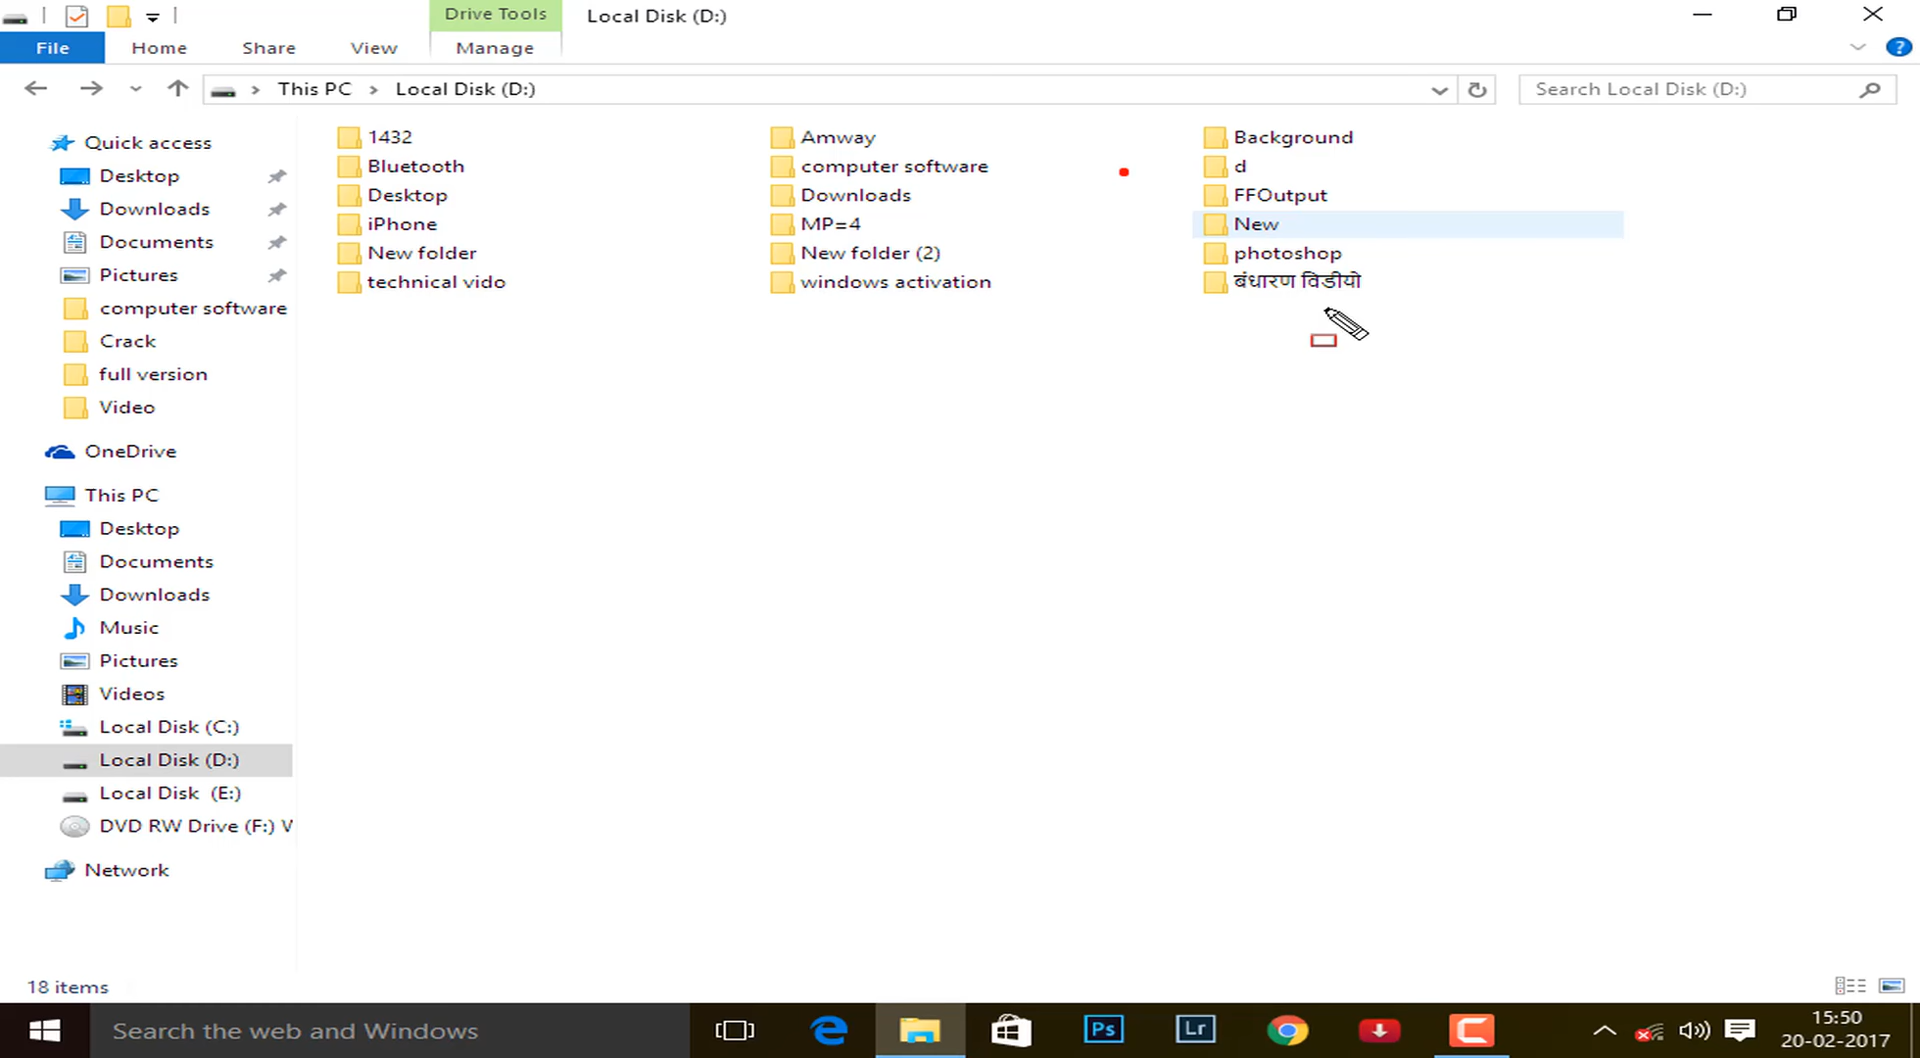 Drive Tools Local Disk (D:)
File Home Share View Manage
This PC Local Disk (D:) Search Local Disk (D:)
Quick access
Desktop
Downloads
Documents
Pictures
computer software
Crack
full version
Video
OneDrive
This PC
Desktop
Documents
Downloads
Music
Pictures
Videos
Local Disk (C:)
Local Disk (D:)
Local Disk (E:)
DVD RW Drive (F:) V
Network
1432 Amway Background
Bluetooth computer software d
Desktop Downloads FFOutput
iPhone MP=4 New
New folder New folder (2) photoshop
technical vido windows activation बंधारण विडीयो
18 items
Search the web and Windows
Ps Lr
15:50
20-02-2017